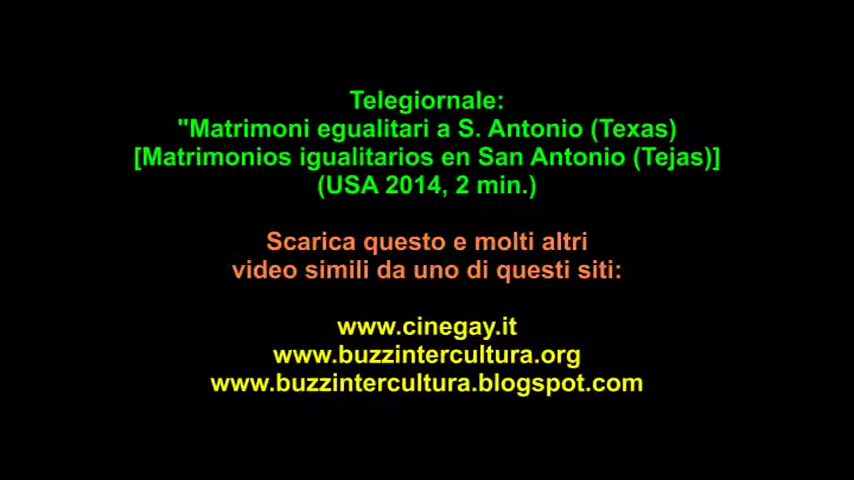 Telegiornale:
"Matrimoni egualitari a S. Antonio (Texas)
[Matrimonios igualitarios en San Antonio (Tejas)]
(USA 2014, 2 min.)
Scarica questo e molti altri
video simili da uno di questi siti:
www.cinegay.it
www.buzzintercultura.org
www.buzzintercultura.blogspot.com